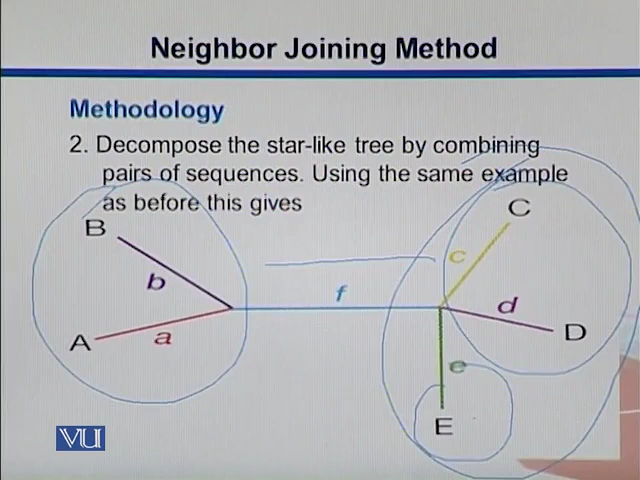 Neighbor Joining Method
Methodology
2. Decompose the star-like tree by combining
pairs of sequences. Using the same example
as before this gives
B
C
c
b
f
d
A
a
D
e
E
VU